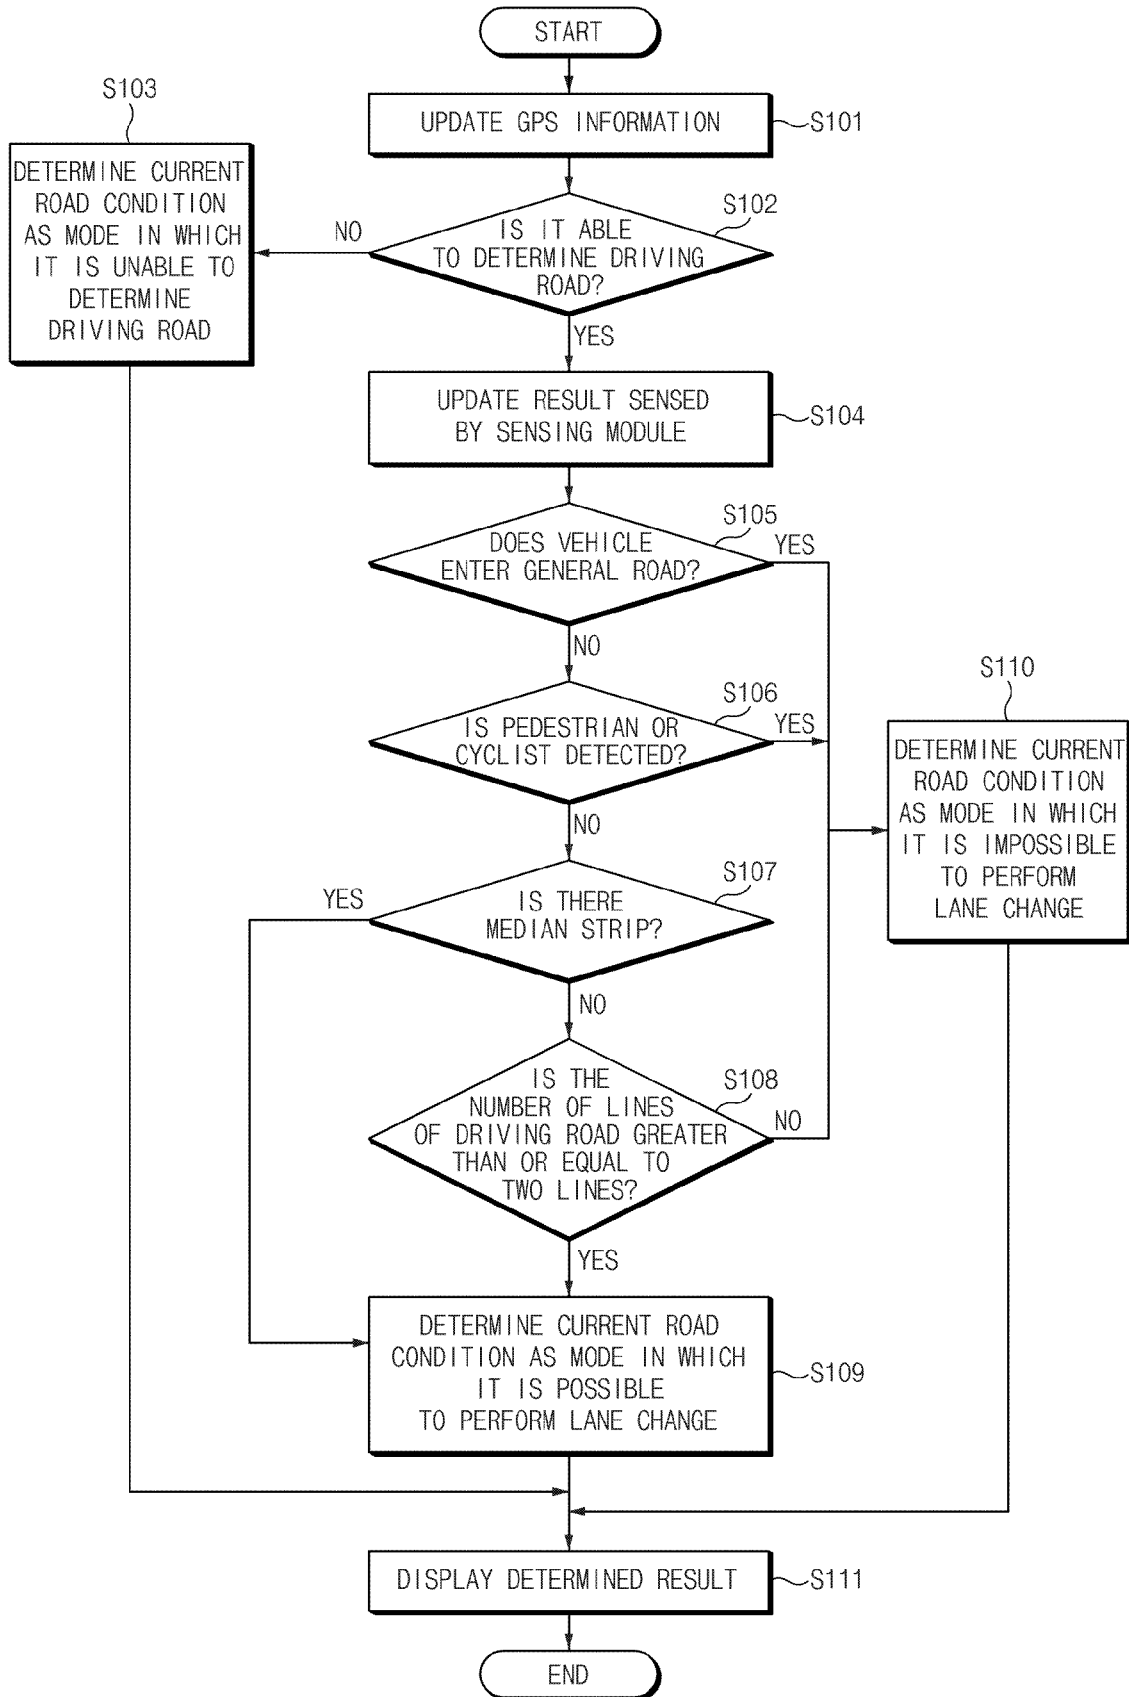 START
UPDATE GPS INFORMATION
S101
S103
DETERMINE CURRENT
ROAD CONDITION
AS MODE IN WHICH
IT IS UNABLE TO
DETERMINE
DRIVING ROAD
NO
S102
IS IT ABLE
TO DETERMINE DRIVING
ROAD?
YES
UPDATE RESULT SENSED
BY SENSING MODULE
S104
S105
DOES VEHICLE
ENTER GENERAL ROAD?
YES
NO
S106
IS PEDESTRIAN OR
CYCLIST DETECTED?
YES
NO
S110
DETERMINE CURRENT
ROAD CONDITION
AS MODE IN WHICH
IT IS IMPOSSIBLE
TO PERFORM
LANE CHANGE
S107
YES
IS THERE
MEDIAN STRIP?
NO
S108
IS THE
NUMBER OF LINES
OF DRIVING ROAD GREATER
THAN OR EQUAL TO
TWO LINES?
NO
YES
DETERMINE CURRENT ROAD
CONDITION AS MODE IN WHICH
IT IS POSSIBLE
TO PERFORM LANE CHANGE
S109
DISPLAY DETERMINED RESULT
S111
END